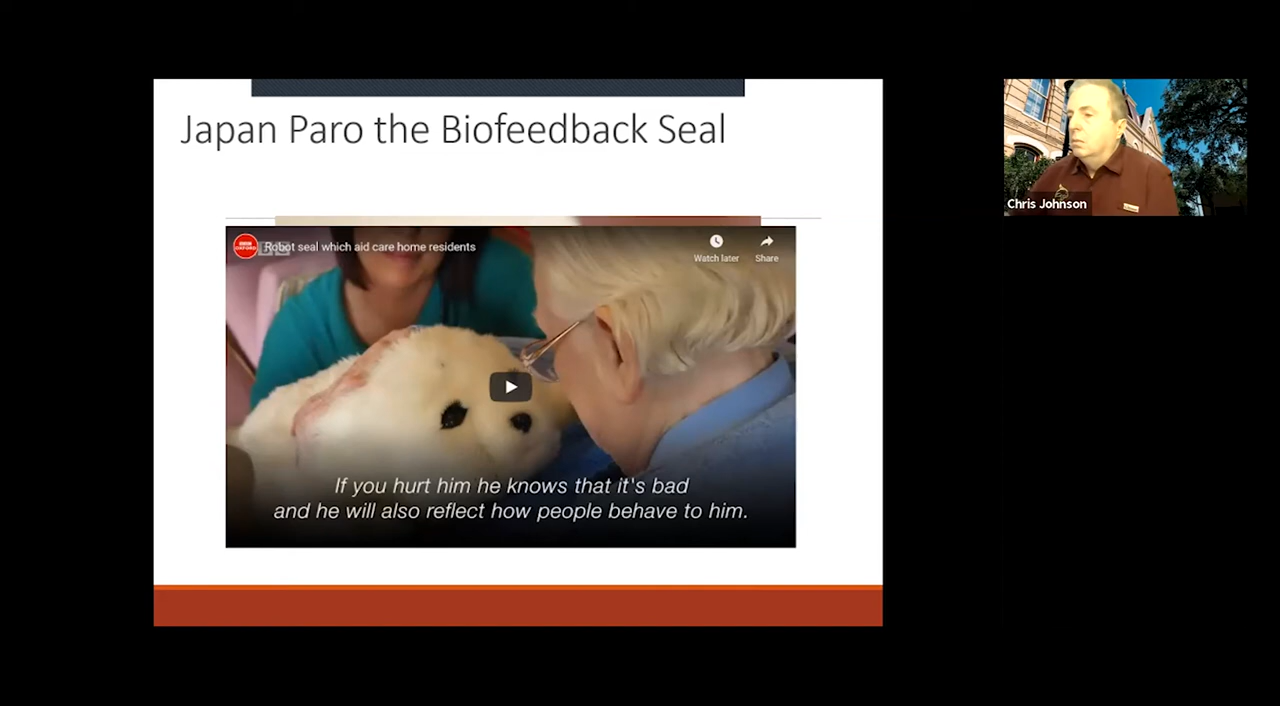 Japan Paro the Biofeedback Seal
Robot seal which aid care home residents
Watch later
Share
If you hurt him he knows that it's bad
and he will also reflect how people behave to him.
Chris Johnson